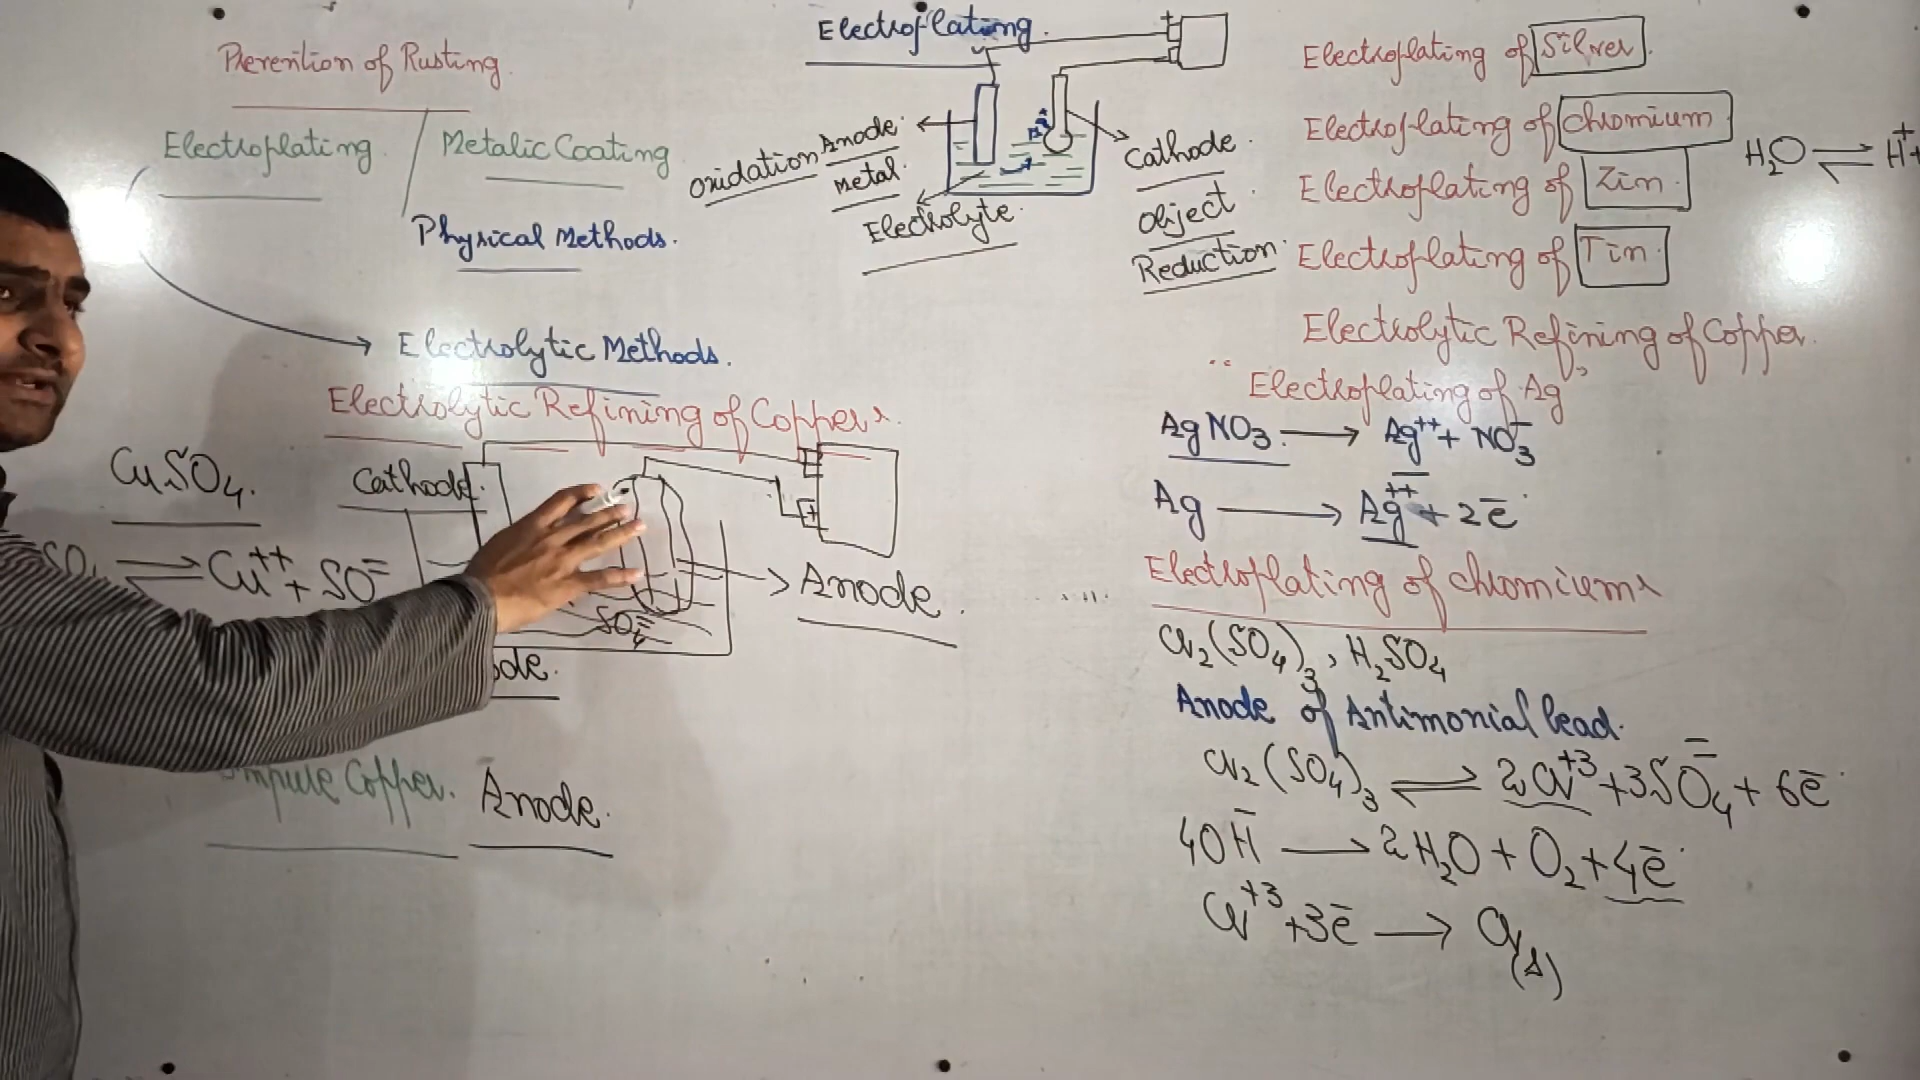 Prevention of Rusting
Electroplating
Metalic Coating
Physical Methods.
Electrolytic Methods.
Electroplating.
+
Oxidation
Anode
Metal.
Electrolyte.
Cathode.
Object
Reduction
Electroplating of Silver.
Electroplating of Chromium
Electroplating of Zin
Electroplating of Tin
H₂O ⇌ H⁺
Electrolytic Refining of Copper.
Electrolytic Refining of Copper.
CuSO₄.
Cathode.
Cu⁺⁺ + SO⁼
+
SO₄⁼
Anode.
Impure Copper.
Anode.
"Electroplating of Ag"
AgNO₃ → Ag⁺⁺ + NO₃⁻
Ag → Ag⁺⁺ + 2e⁻
Electroplating of Chromium
Cr₂(SO₄)₃, H₂SO₄
Anode of Antimonial lead.
Cr₂(SO₄)₃ ⇌ 2Cr⁺³ + 3SO₄⁼ + 6e⁻
4OH⁻ → 2H₂O + O₂ + 4e⁻
Cr⁺³ + 3e⁻ → Cr(s)